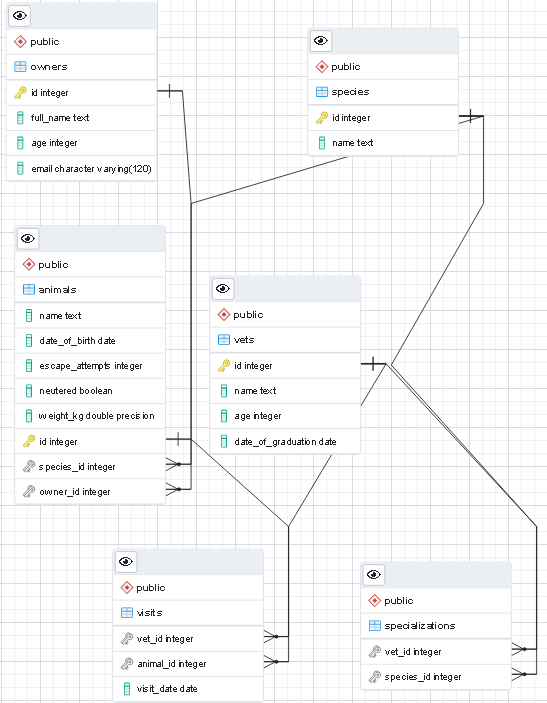 public
owners
id integer
full_name text
age integer
email character varying(120)
public
species
id integer
name text
public
animals
name text
date_of_birth date
escape_attempts integer
neutered boolean
weight_kg double precision
id integer
species_id integer
owner_id integer
public
vets
id integer
name text
age integer
date_of_graduation date
public
visits
vet_id integer
animal_id integer
visit_date date
public
specializations
vet_id integer
species_id integer